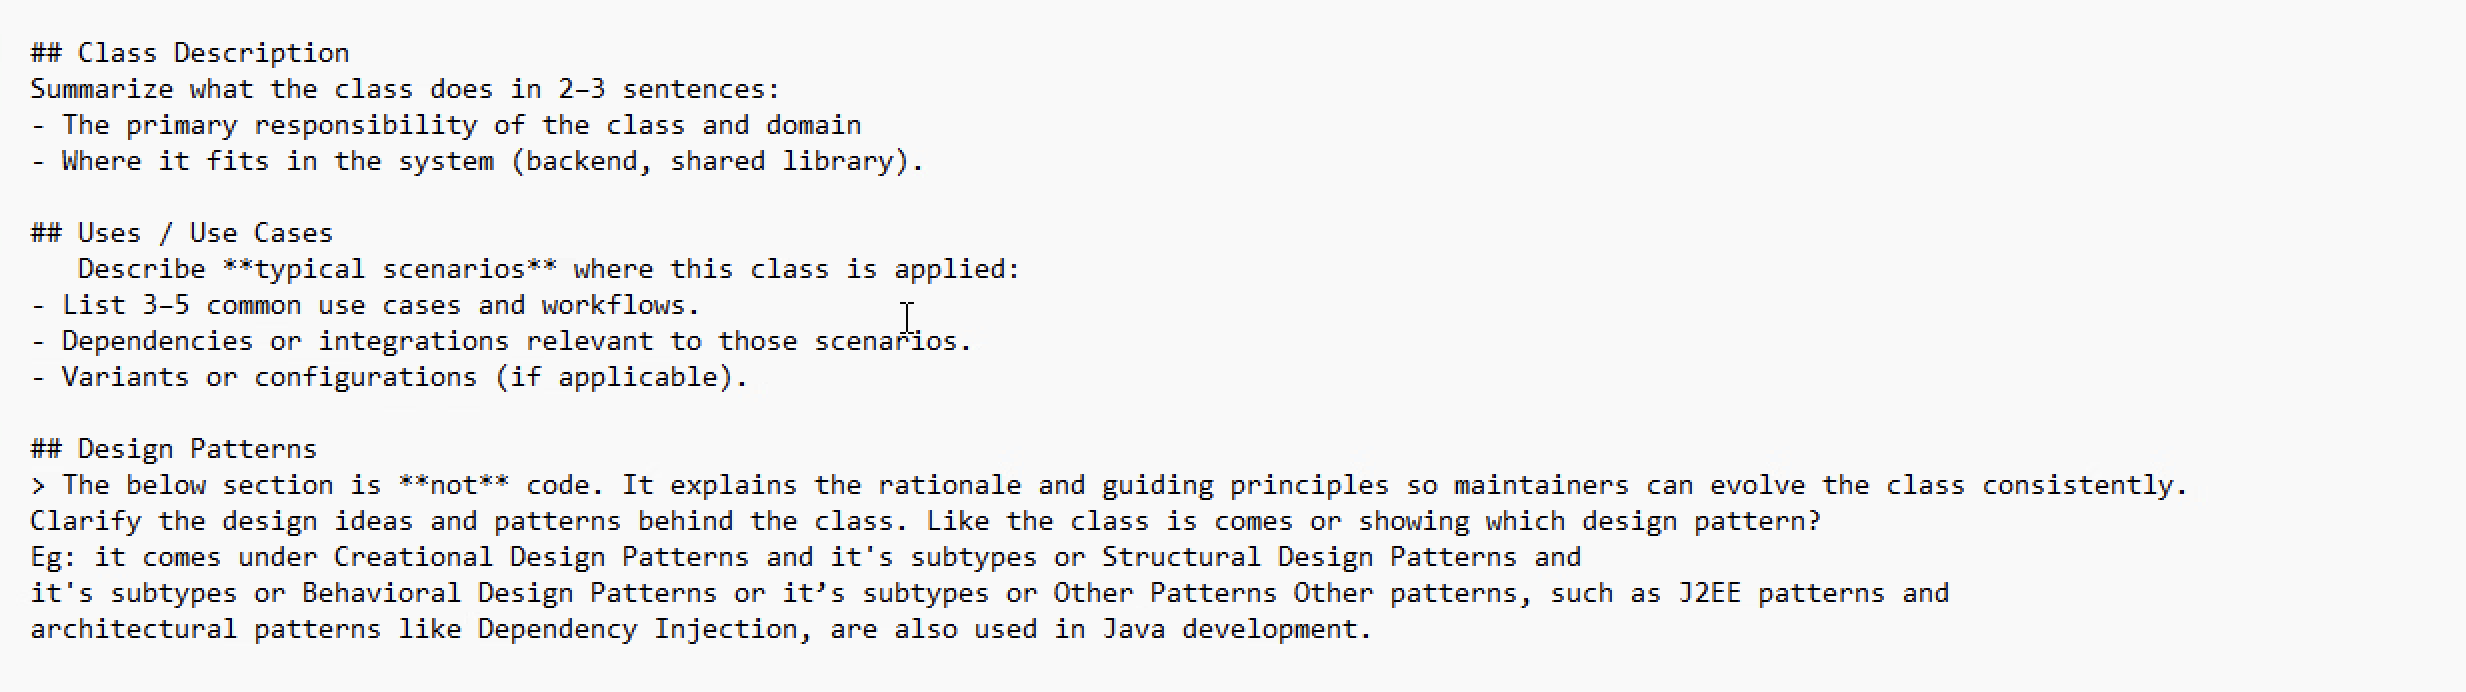 ## Class Description
Summarize what the class does in 2–3 sentences:
- The primary responsibility of the class and domain
- Where it fits in the system (backend, shared library).
## Uses / Use Cases
   Describe **typical scenarios** where this class is applied:
- List 3–5 common use cases and workflows.
- Dependencies or integrations relevant to those scenarios.
- Variants or configurations (if applicable).
## Design Patterns
> The below section is **not** code. It explains the rationale and guiding principles so maintainers can evolve the class consistently.
Clarify the design ideas and patterns behind the class. Like the class is comes or showing which design pattern?
Eg: it comes under Creational Design Patterns and it's subtypes or Structural Design Patterns and
it's subtypes or Behavioral Design Patterns or it’s subtypes or Other Patterns Other patterns, such as J2EE patterns and
architectural patterns like Dependency Injection, are also used in Java development.